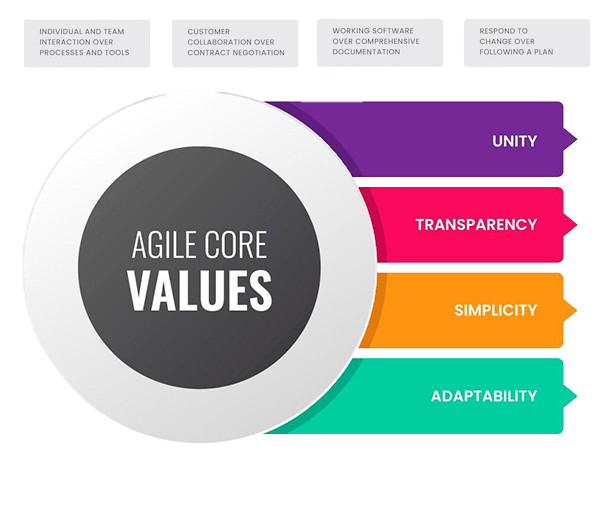 INDIVIDUAL AND TEAM
INTERACTION OVER
PROCESSES AND TOOLS
CUSTOMER
COLLABORATION OVER
CONTRACT NEGOTIATION
WORKING SOFTWARE
OVER COMPREHENSIVE
DOCUMENTATION
RESPOND TO
CHANGE OVER
FOLLOWING A PLAN
AGILE CORE
VALUES
UNITY
TRANSPARENCY
SIMPLICITY
ADAPTABILITY